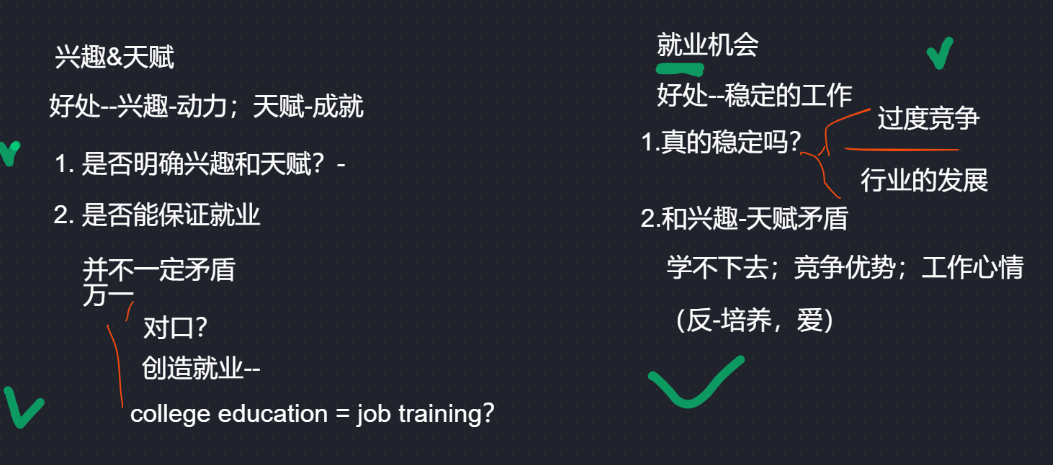 兴趣&天赋
好处--兴趣-动力；天赋-成就
1. 是否明确兴趣和天赋？-
2. 是否能保证就业
并不一定矛盾
万一
对口？
创造就业--
college education = job training？
就业机会
好处--稳定的工作
1.真的稳定吗？
过度竞争
行业的发展
2.和兴趣-天赋矛盾
学不下去；竞争优势；工作心情
（反-培养，爱）